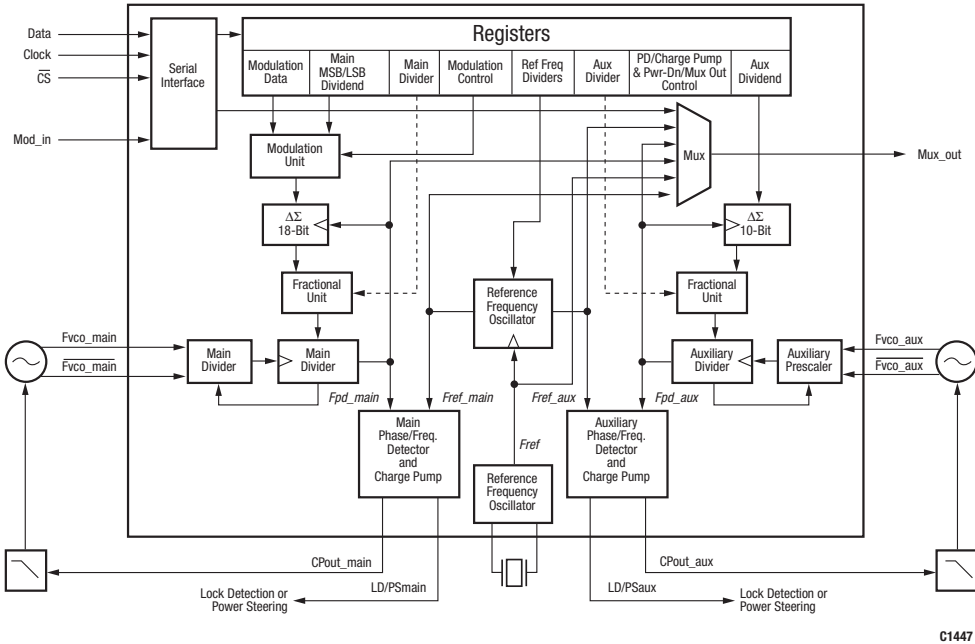 Registers
Data
Clock
CS
Mod_in
Serial
Interface
Modulation
Data
Main
MSB/LSB
Dividend
Main
Divider
Modulation
Control
Ref Freq
Dividers
Aux
Divider
PD/Charge Pump
& Pwr-Dn/Mux Out
Control
Aux
Dividend
Modulation
Unit
Mux
Mux_out
ΔΣ
18-Bit
ΔΣ
10-Bit
Fractional
Unit
Reference
Frequency
Oscillator
Fractional
Unit
Fvco_main
Fvco_main
Main
Divider
Main
Divider
Auxiliary
Divider
Auxiliary
Prescaler
Fvco_aux
Fvco_aux
Fpd_main
Fref_main
Fref_aux
Fpd_aux
Main
Phase/Freq.
Detector
and
Charge Pump
Fref
Auxiliary
Phase/Freq.
Detector
and
Charge Pump
Reference
Frequency
Oscillator
CPout_main
CPout_aux
LD/PSmain
LD/PSaux
Lock Detection or
Power Steering
Lock Detection or
Power Steering
C1447